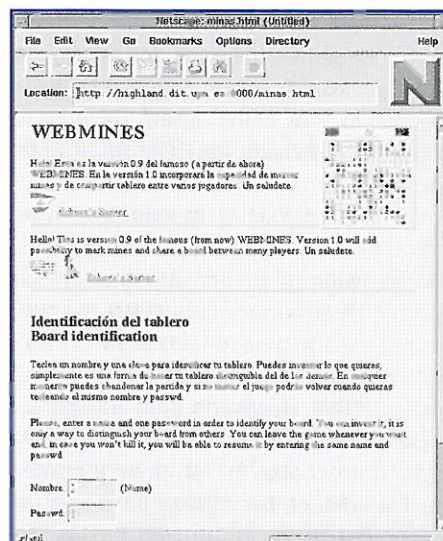 Netscape: minas.html (Untitled)
File Edit View Go Bookmarks Options Directory Help
Location: http://highland.dit.upm.es:8000/minas.html
WEBMINES
Hola! Esta es la versión 0.9 del famoso (a partir de ahora)
WEBMINES. En la versión 1.0 incorporará la capacidad de marcar
minas y de compartir tablero entre varios jugadores. Un saludete.
Server.
Hello! This is version 0.9 of the famous (from now) WEBMINES. Version 1.0 will add
possibility to mark mines and share a board between many players. Un saludete.
Server.
Identificación del tablero
Board identification
Teclea un nombre y una clave para identificar tu tablero. Puedes inventar lo que quieras,
simplemente es una forma de hacer tu tablero distinguible del de los demás. En cualquier
momento puedes abandonar la partida y si no matas el juego podrás volver cuando quieras
tecleando el mismo nombre y passwd.
Please, enter a name and one password in order to identify your board. You can invent it, it is
only a way to distinguish your board from others. You can leave the game whenever you want
and, in case you won't kill it, you will be able to resume it by entering the same name and
passwd.
Nombre. (Name)
Passwd.